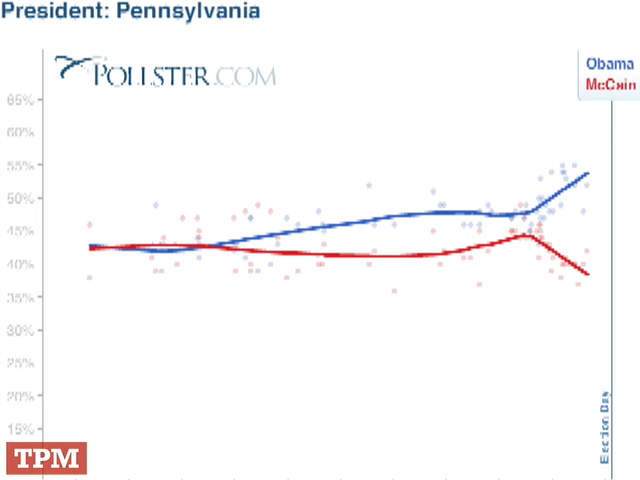 President: Pennsylvania
POLLSTER.COM
Obama
McCain
65%
60%
55%
50%
45%
40%
35%
30%
25%
20%
15%
Election Day
TPM